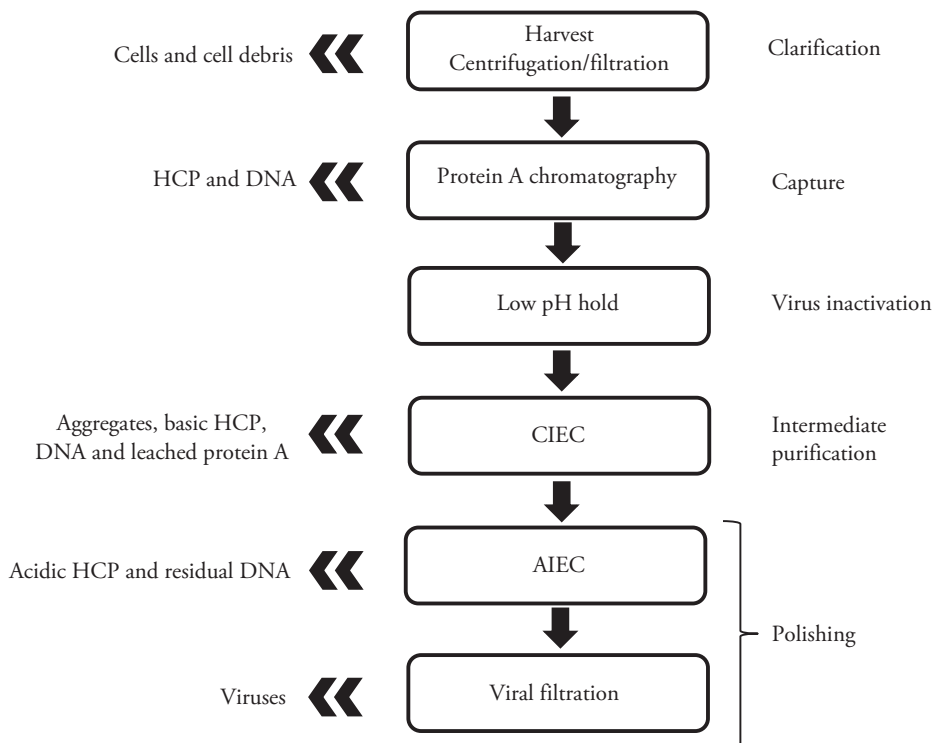 Cells and cell debris
Harvest
Centrifugation/filtration
Clarification
HCP and DNA
Protein A chromatography
Capture
Low pH hold
Virus inactivation
Aggregates, basic HCP,
DNA and leached protein A
CIEC
Intermediate
purification
Acidic HCP and residual DNA
AIEC
Polishing
Viruses
Viral filtration